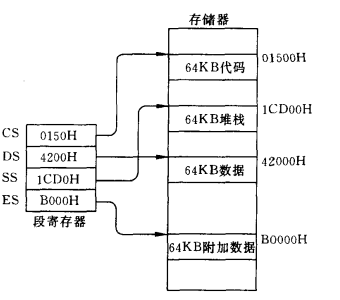 存储器
01500H
64KB代码
1CD00H
64KB堆栈
CS 0150H
DS 4200H
42000H
SS 1CD0H
64KB数据
ES B000H
段寄存器
B0000H
64KB附加数据